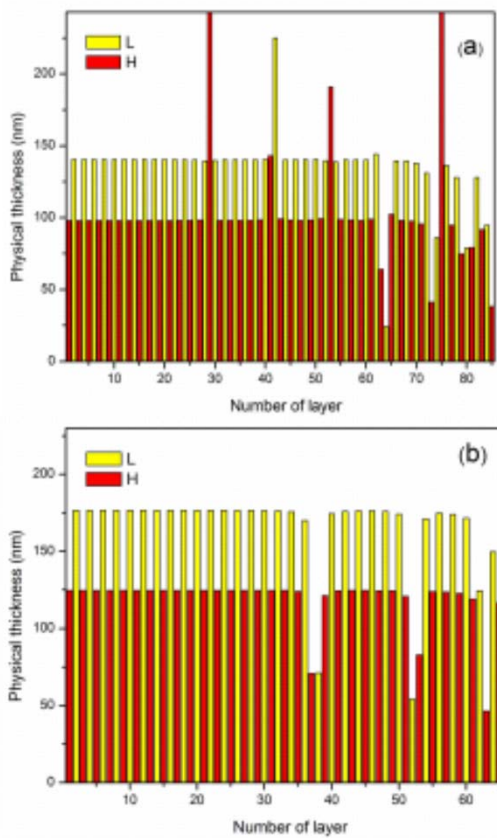 (a)
L
H
200
150
100
50
0
Physical thickness (nm)
10 20 30 40 50 60 70 80
Number of layer
(b)
L
H
200
150
100
50
0
Physical thickness (nm)
10 20 30 40 50 60
Number of layer